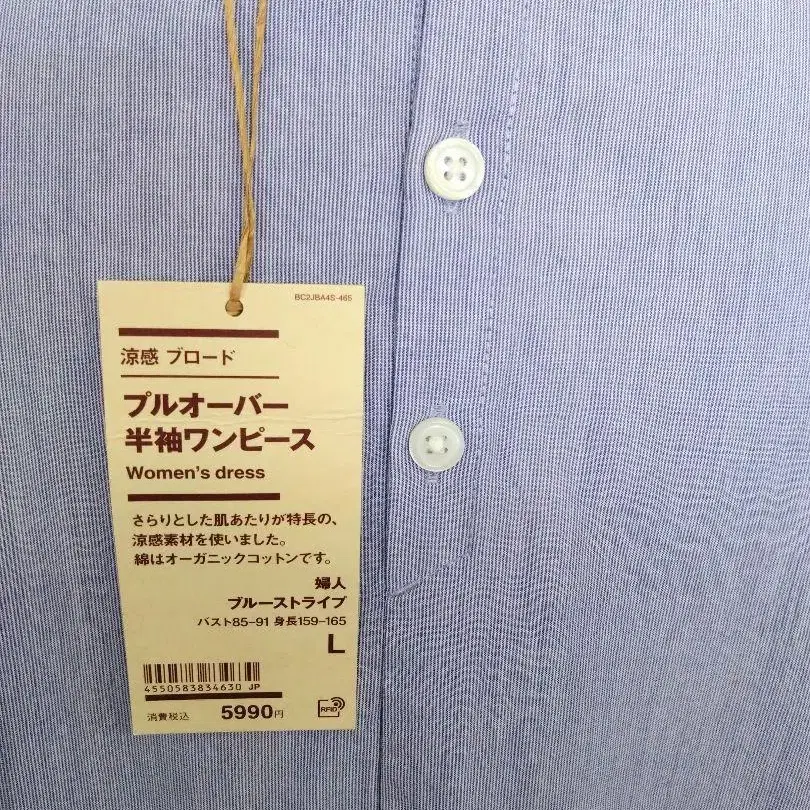 BC2JBA4S-465
涼感 ブロード
プルオーバー
半袖ワンピース
Women's dress
さらりとした肌あたりが特長の、
涼感素材を使いました。
綿はオーガニックコットンです。
婦人
ブルーストライプ
バスト85–91 身長159–165
L
4550583834630 JP
消費税込 5990円
RFID